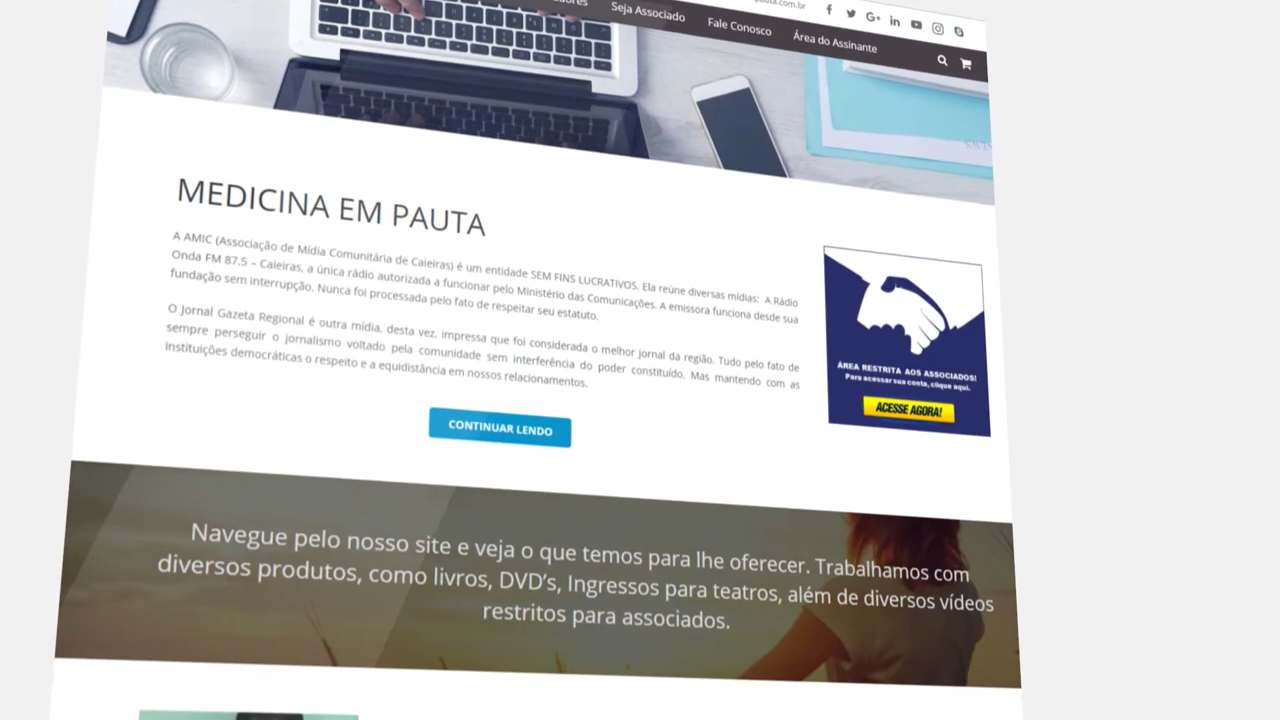 Seja Associado
Fale Conosco
Área do Assinante
MEDICINA EM PAUTA
A AMIC (Associação de Mídia Comunitária de Caieiras) é um entidade SEM FINS LUCRATIVOS. Ela reúne diversas mídias: A Rádio
Onda FM 87.5 – Caieiras, a única rádio autorizada a funcionar pelo Ministério das Comunicações. A emissora funciona desde sua
fundação sem interrupção. Nunca foi processada pelo fato de respeitar seu estatuto.
O Jornal Gazeta Regional é outra mídia, desta vez, impressa que foi considerada o melhor jornal da região. Tudo pelo fato de
sempre perseguir o jornalismo voltado pela comunidade sem interferência do poder constituído. Mas mantendo com as
instituições democráticas o respeito e a equidistância em nossos relacionamentos.
ÁREA RESTRITA AOS ASSOCIADOS!
Para acessar sua conta, clique aqui.
ACESSE AGORA!
CONTINUAR LENDO
Navegue pelo nosso site e veja o que temos para lhe oferecer. Trabalhamos com
diversos produtos, como livros, DVD’s, Ingressos para teatros, além de diversos vídeos
restritos para associados.